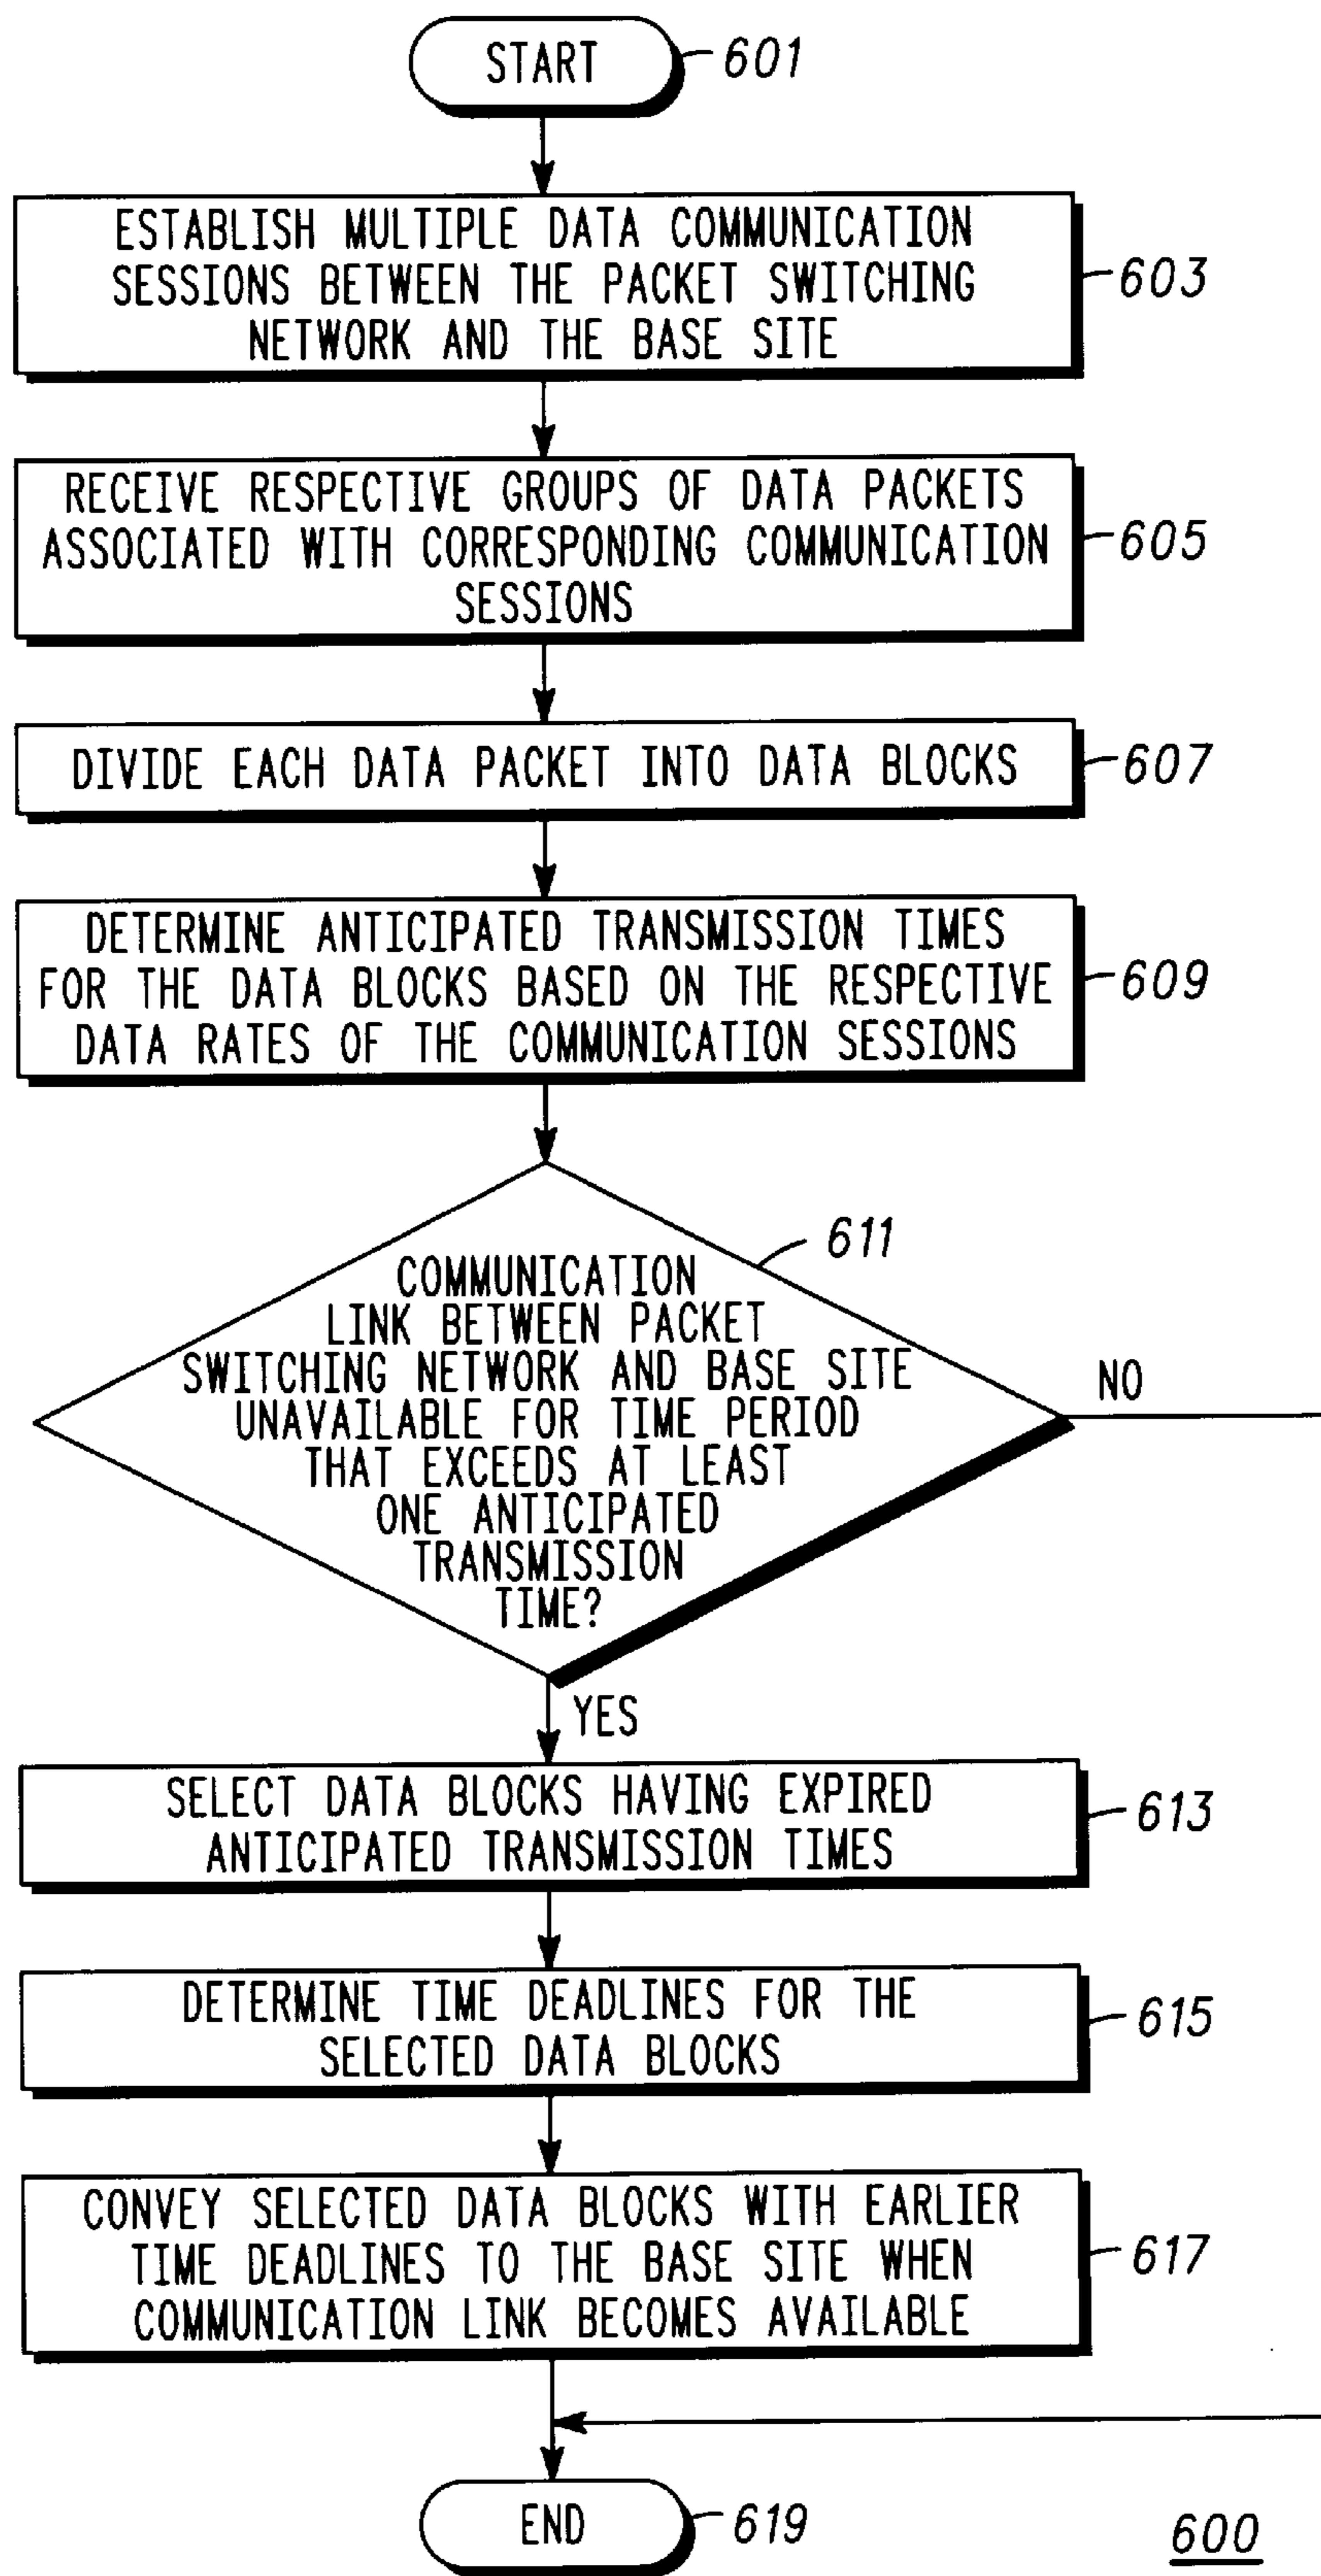 START
601
ESTABLISH MULTIPLE DATA COMMUNICATION
SESSIONS BETWEEN THE PACKET SWITCHING
NETWORK AND THE BASE SITE
603
RECEIVE RESPECTIVE GROUPS OF DATA PACKETS
ASSOCIATED WITH CORRESPONDING COMMUNICATION
SESSIONS
605
DIVIDE EACH DATA PACKET INTO DATA BLOCKS
607
DETERMINE ANTICIPATED TRANSMISSION TIMES
FOR THE DATA BLOCKS BASED ON THE RESPECTIVE
DATA RATES OF THE COMMUNICATION SESSIONS
609
611
COMMUNICATION
LINK BETWEEN PACKET
SWITCHING NETWORK AND BASE SITE
UNAVAILABLE FOR TIME PERIOD
THAT EXCEEDS AT LEAST
ONE ANTICIPATED
TRANSMISSION
TIME?
NO
YES
SELECT DATA BLOCKS HAVING EXPIRED
ANTICIPATED TRANSMISSION TIMES
613
DETERMINE TIME DEADLINES FOR THE
SELECTED DATA BLOCKS
615
CONVEY SELECTED DATA BLOCKS WITH EARLIER
TIME DEADLINES TO THE BASE SITE WHEN
COMMUNICATION LINK BECOMES AVAILABLE
617
END
619
600